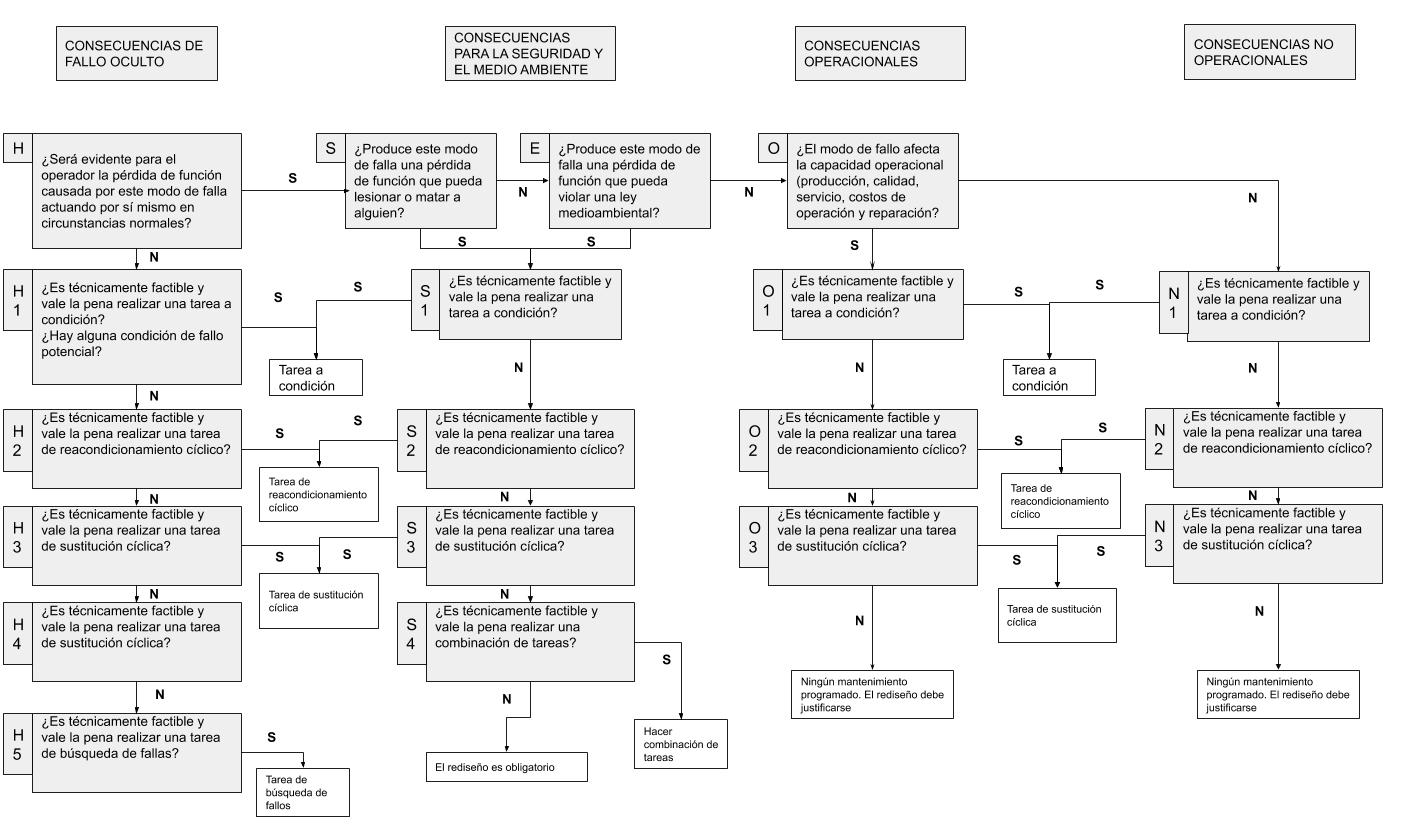 CONSECUENCIAS DE
FALLO OCULTO
CONSECUENCIAS
PARA LA SEGURIDAD Y
EL MEDIO AMBIENTE
CONSECUENCIAS
OPERACIONALES
CONSECUENCIAS NO
OPERACIONALES
H
¿Será evidente para el
operador la pérdida de función
causada por este modo de falla
actuando por sí mismo en
circunstancias normales?
S
S
¿Produce este modo
de falla una pérdida
de función que pueda
lesionar o matar a
alguien?
N
E
¿Produce este modo de
falla una pérdida de
función que pueda
violar una ley
medioambiental?
N
O
¿El modo de fallo afecta
la capacidad operacional
(producción, calidad,
servicio, costos de
operación y reparación?
N
N
S
S
S
H
1
¿Es técnicamente factible y
vale la pena realizar una tarea a
condición?
¿Hay alguna condición de fallo
potencial?
S
S
S
1
¿Es técnicamente factible y
vale la pena realizar una
tarea a condición?
O
1
¿Es técnicamente factible y
vale la pena realizar una
tarea a condición?
S
S
N
1
¿Es técnicamente factible y
vale la pena realizar una
tarea a condición?
Tarea a
condición
Tarea a
condición
N
N
N
N
H
2
¿Es técnicamente factible y
vale la pena realizar una tarea
de reacondicionamiento cíclico?
S
S
S
2
¿Es técnicamente factible y
vale la pena realizar una tarea
de reacondicionamiento cíclico?
O
2
¿Es técnicamente factible y
vale la pena realizar una tarea
de reacondicionamiento cíclico?
S
S
N
2
¿Es técnicamente factible y
vale la pena realizar una tarea
de reacondicionamiento cíclico?
Tarea de
reacondicionamiento
cíclico
Tarea de
reacondicionamiento
cíclico
N
N
N
N
H
3
¿Es técnicamente factible y
vale la pena realizar una tarea
de sustitución cíclica?
S
S
S
3
¿Es técnicamente factible y
vale la pena realizar una tarea
de sustitución cíclica?
O
3
¿Es técnicamente factible y
vale la pena realizar una tarea
de sustitución cíclica?
S
S
N
3
¿Es técnicamente factible y
vale la pena realizar una tarea
de sustitución cíclica?
Tarea de sustitución
cíclica
Tarea de sustitución
cíclica
N
N
N
N
H
4
¿Es técnicamente factible y
vale la pena realizar una tarea
de sustitución cíclica?
S
4
¿Es técnicamente factible y
vale la pena realizar una
combinación de tareas?
S
N
N
Ningún mantenimiento
programado. El rediseño debe
justificarse
Ningún mantenimiento
programado. El rediseño debe
justificarse
H
5
¿Es técnicamente factible y
vale la pena realizar una tarea
de búsqueda de fallas?
S
Tarea de
búsqueda de
fallos
El rediseño es obligatorio
Hacer
combinación de
tareas